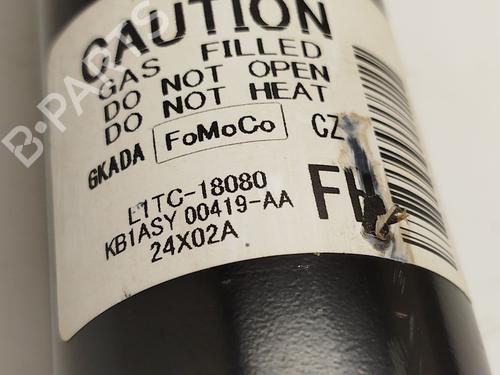 CAUTION
GAS FILLED
DO NOT OPEN
DO NOT HEAT
GKADA FoMoCo CZ
L1TC-18080
KB1ASY 00419-AA
24X02A
B-PARTS